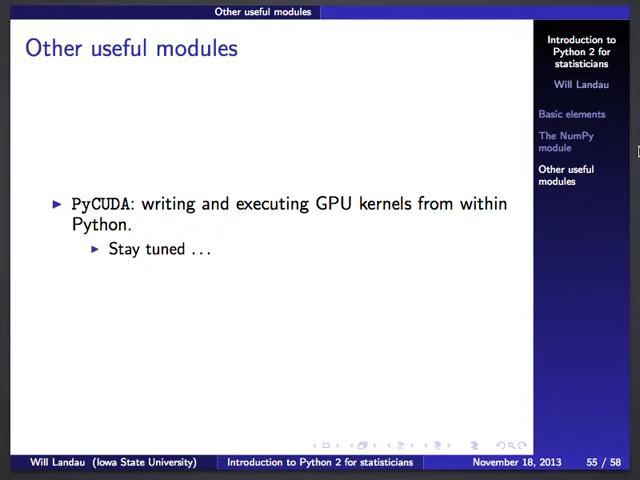 Other useful modules
Other useful modules
Introduction to
Python 2 for
statisticians
Will Landau
Basic elements
The NumPy
module
Other useful
modules
PyCUDA: writing and executing GPU kernels from within
Python.
Stay tuned ...
Will Landau (Iowa State University) Introduction to Python 2 for statisticians November 18, 2013 55 / 58